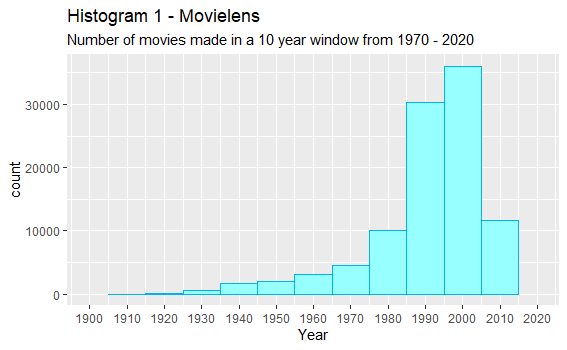 Histogram 1 - Movielens
Number of movies made in a 10 year window from 1970 - 2020
count
30000
20000
10000
0
1900 1910 1920 1930 1940 1950 1960 1970 1980 1990 2000 2010 2020
Year